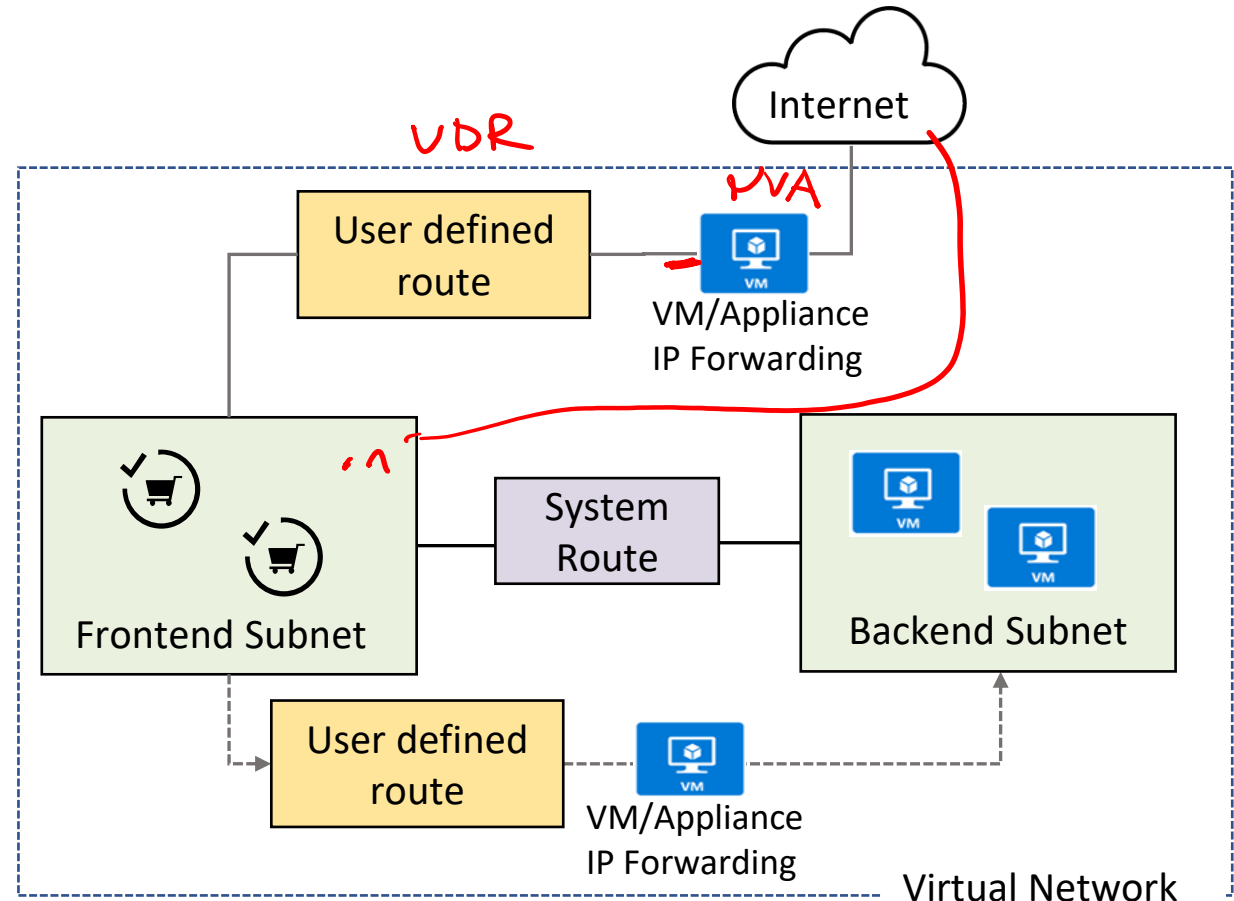 Internet
UDR
NVA
User defined
route
VM
VM/Appliance
IP Forwarding
System
Route
VM
VM
Frontend Subnet
Backend Subnet
User defined
route
VM
VM/Appliance
IP Forwarding
Virtual Network